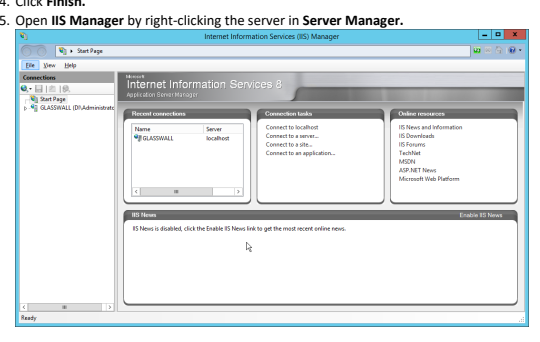 4. Click Finish.
5. Open IIS Manager by right-clicking the server in Server Manager.
Internet Information Services (IIS) Manager
Start Page
File View Help
Connections
Start Page
GLASSWALL (DI\Administrato
Microsoft
Internet Information Services 8
Application Server Manager
Recent connections
Name Server
GLASSWALL localhost
Connection tasks
Connect to localhost
Connect to a server...
Connect to a site...
Connect to an application...
Online resources
IIS News and Information
IIS Downloads
IIS Forums
TechNet
MSDN
ASP.NET News
Microsoft Web Platform
IIS News
Enable IIS News
IIS News is disabled, click the Enable IIS News link to get the most recent online news.
Ready